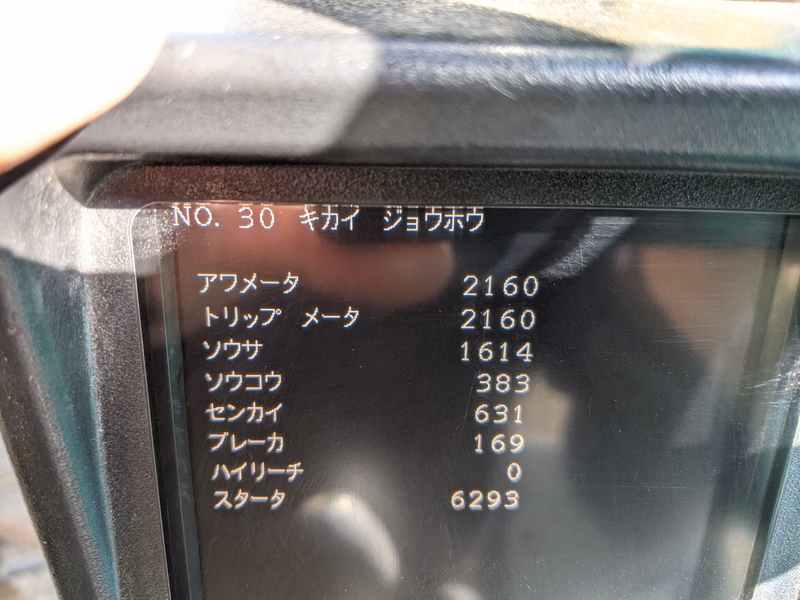 NO. 30 キカイ ジョウホウ
アワメータ 2160
トリップ メータ 2160
ソウサ 1614
ソウコウ 383
センカイ 631
ブレーカ 169
ハイリーチ 0
スタータ 6293